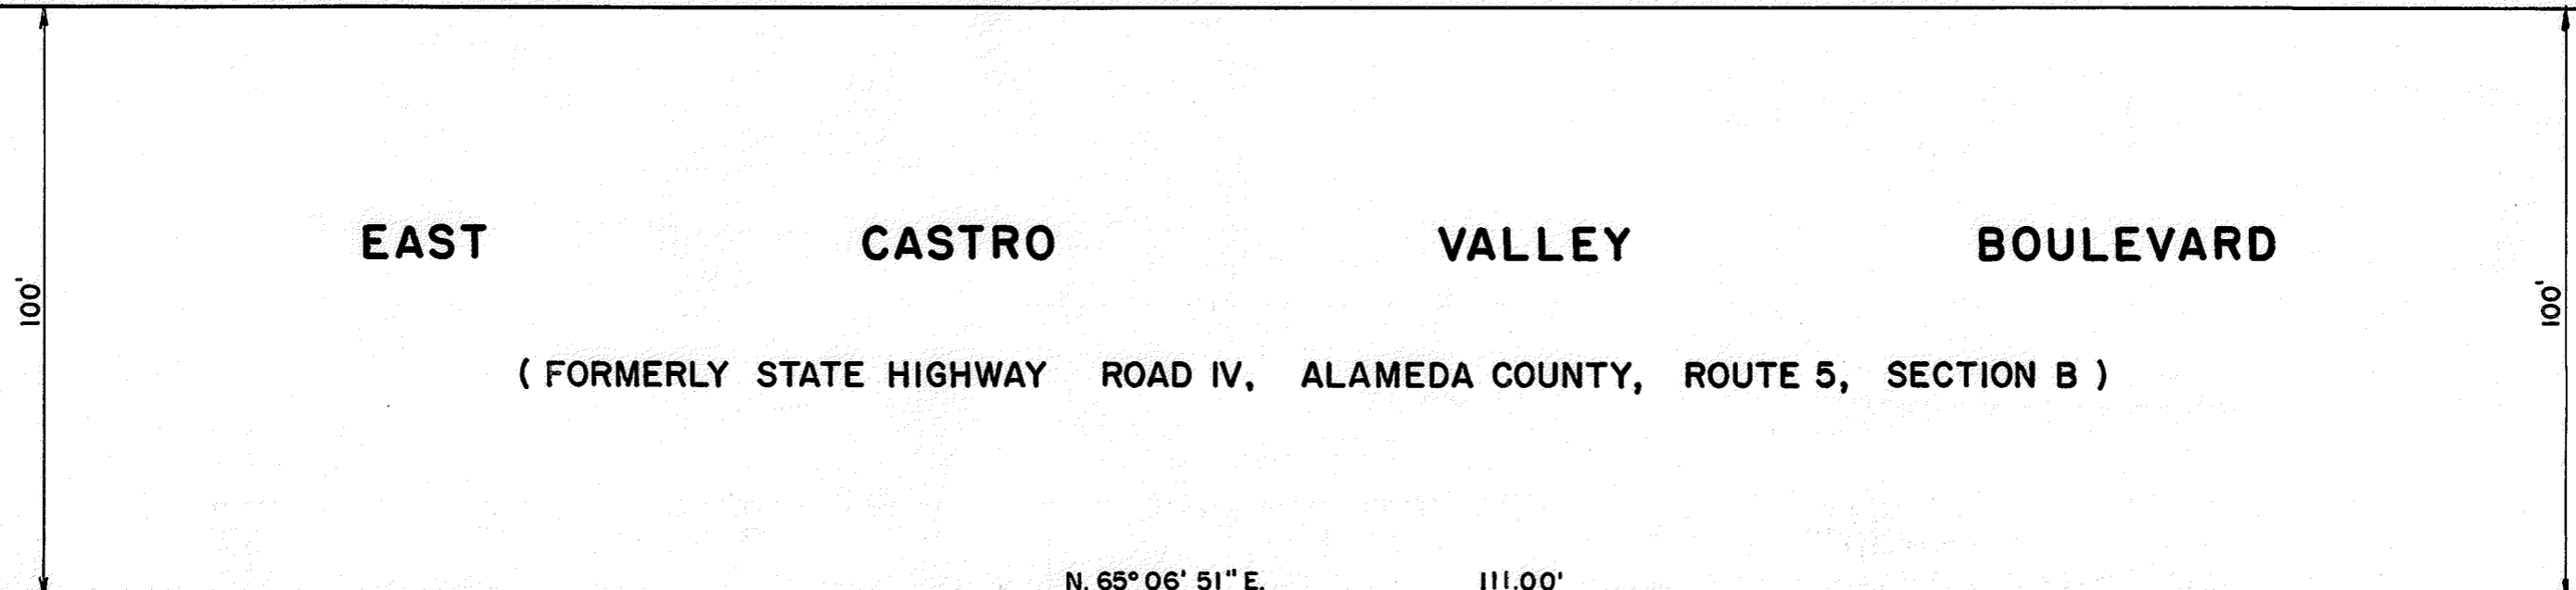 EAST CASTRO VALLEY BOULEVARD
100'
100'
( FORMERLY STATE HIGHWAY ROAD IV, ALAMEDA COUNTY, ROUTE 5, SECTION B )
N. 65° 06' 51" E. 111.00'